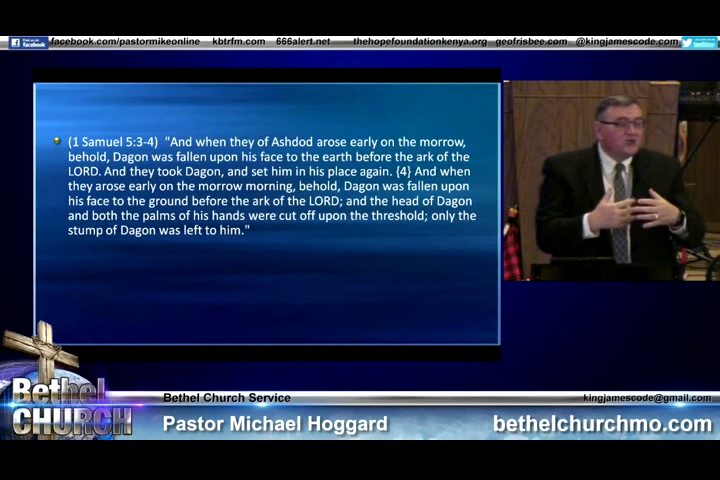 Find us on facebook
facebook.com/pastormikeonline kbtrfm.com 666alert.net thehopefoundationkenya.org geofrisbee.com @kingjamescode.com
(1 Samuel 5:3-4) "And when they of Ashdod arose early on the morrow,
behold, Dagon was fallen upon his face to the earth before the ark of the
LORD. And they took Dagon, and set him in his place again. {4} And when
they arose early on the morrow morning, behold, Dagon was fallen upon
his face to the ground before the ark of the LORD; and the head of Dagon
and both the palms of his hands were cut off upon the threshold; only the
stump of Dagon was left to him."
Bethel
CHURCH
Bethel Church Service
kingjamescode@gmail.com
Pastor Michael Hoggard
bethelchurchmo.com